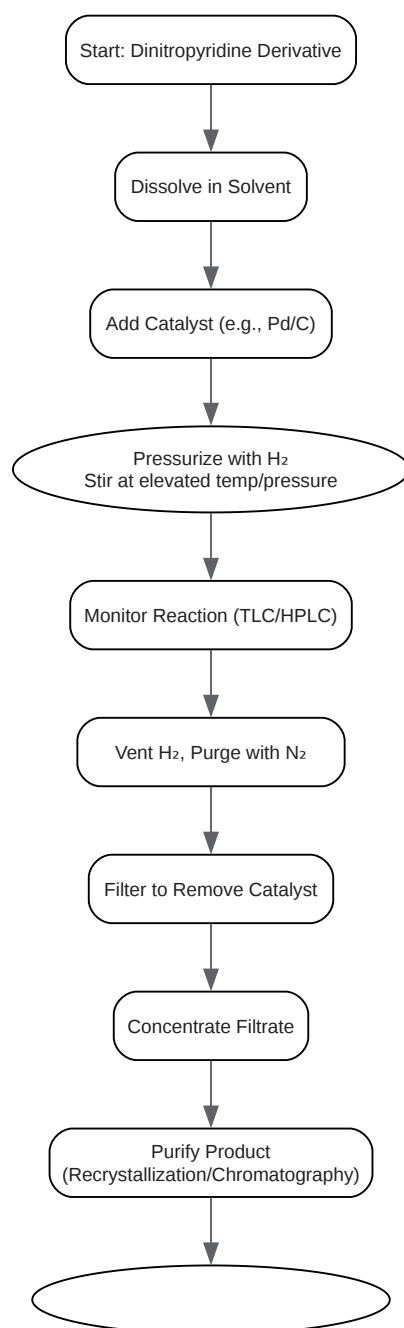 Start: Dinitropyridine Derivative
Dissolve in Solvent
Add Catalyst (e.g., Pd/C)
Pressurize with H₂
Stir at elevated temp/pressure
Monitor Reaction (TLC/HPLC)
Vent H₂, Purge with N₂
Filter to Remove Catalyst
Concentrate Filtrate
Purify Product
(Recrystallization/Chromatography)